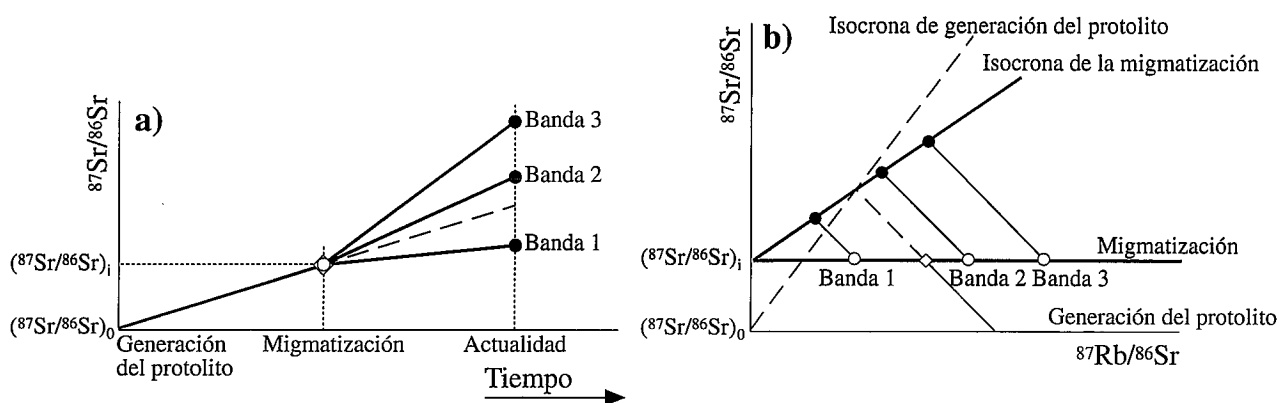 a)
87Sr/86Sr
Banda 3
Banda 2
Banda 1
(87Sr/86Sr)i
(87Sr/86Sr)0
Generación
del protolito
Migmatización
Actualidad
Tiempo
b)
87Sr/86Sr
Isocrona de generación del protolito
Isocrona de la migmatización
(87Sr/86Sr)i
Migmatización
Banda 1
Banda 2
Banda 3
(87Sr/86Sr)0
Generación del protolito
87Rb/86Sr